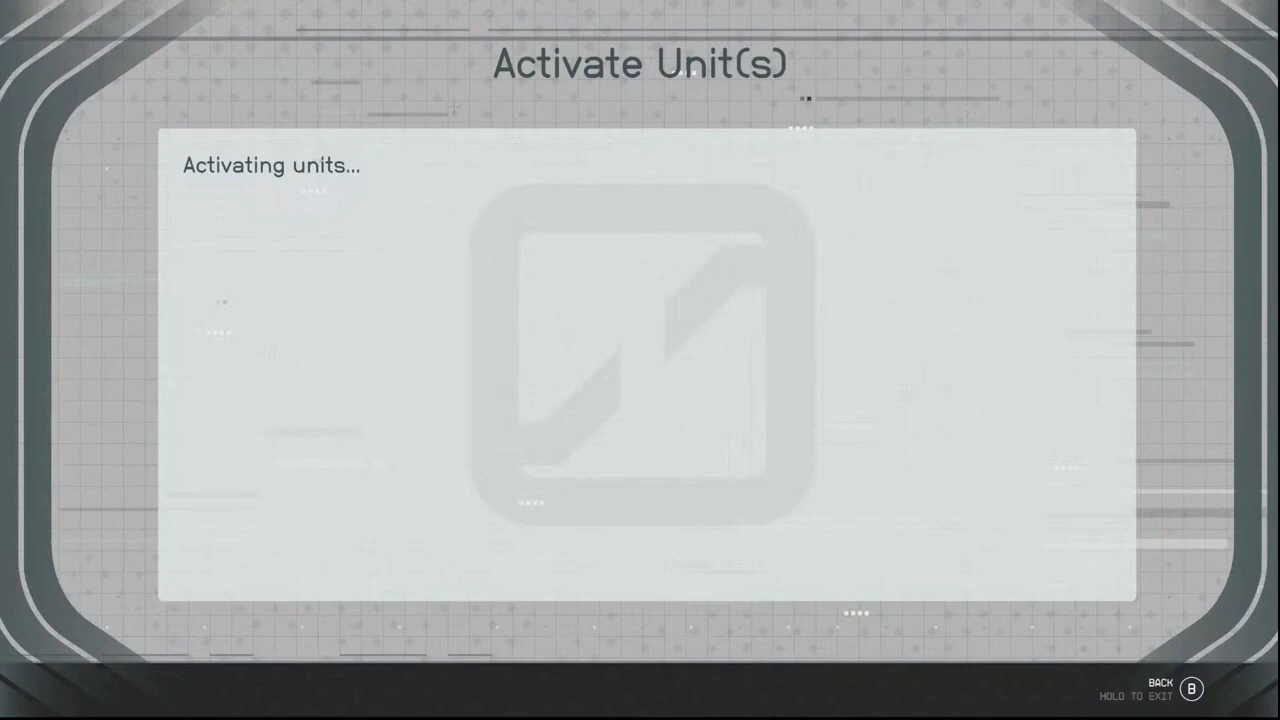 Activate Unit(s)
Activating units...
BACK
HOLD TO EXIT
B